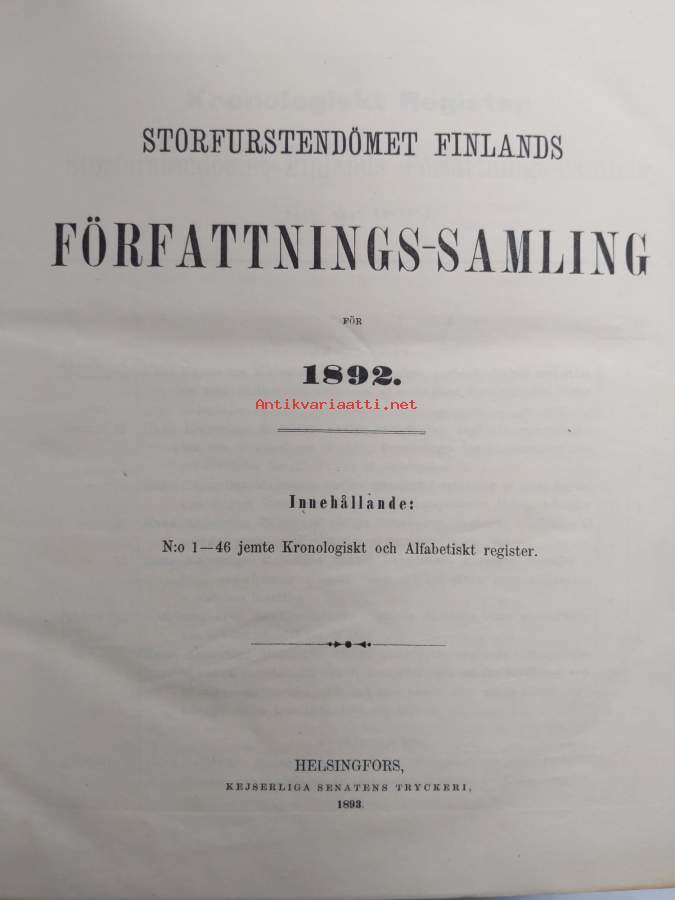 STORFURSTENDÖMET FINLANDS
FÖRFATTNINGS-SAMLING
FÖR
1892.
Antikvariaatti.net
Innehållande:
N:o 1—46 jemte Kronologiskt och Alfabetiskt register.
HELSINGFORS,
KEJSERLIGA SENATENS TRYCKERI,
1893.